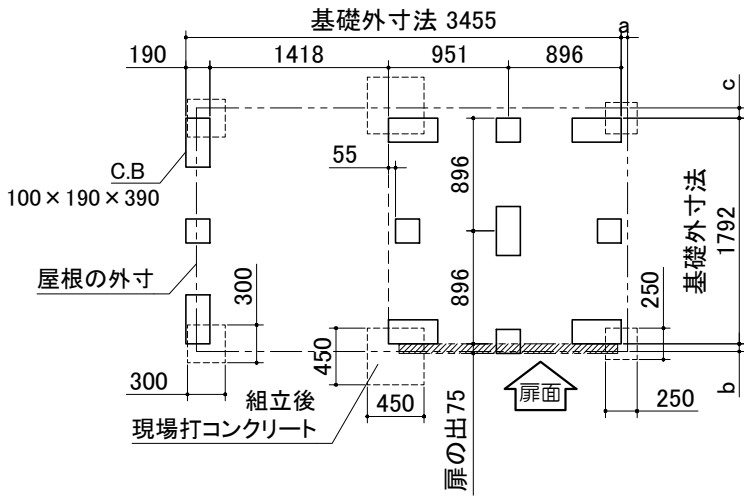 基礎外寸法 3455
a
190
1418
951
896
c
C.B
100×190×390
55
896
基礎外寸法
1792
屋根の外寸
300
896
250
450
300
組立後
現場打コンクリート
450
扉の出75
扉面
250
b